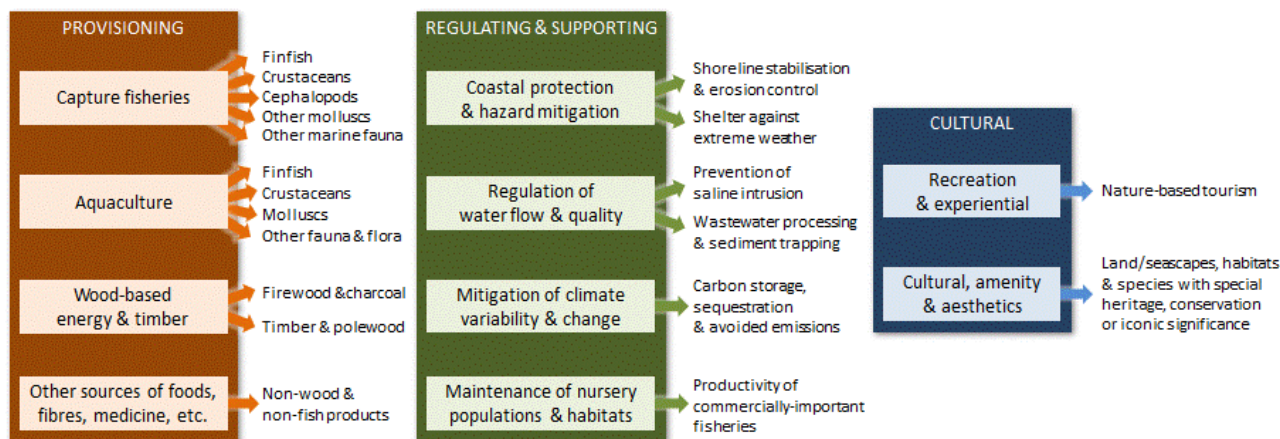 PROVISIONING
Capture fisheries
Finfish
Crustaceans
Cephalopods
Other molluscs
Other marine fauna
Aquaculture
Finfish
Crustaceans
Molluscs
Other fauna & flora
Wood-based
energy & timber
Firewood &charcoal
Timber & polewood
Other sources of foods,
fibres, medicine, etc.
Non-wood &
non-fish products
REGULATING & SUPPORTING
Coastal protection
& hazard mitigation
Shoreline stabilisation
& erosion control
Shelter against
extreme weather
Regulation of
water flow & quality
Prevention of
saline intrusion
Wastewater processing
& sediment trapping
Mitigation of climate
variability & change
Carbon storage,
sequestration
& avoided emissions
Maintenance of nursery
populations & habitats
Productivity of
commercially-important
fisheries
CULTURAL
Recreation
& experiential
Nature-based tourism
Cultural, amenity
& aesthetics
Land/seascapes, habitats
& species with special
heritage, conservation
or iconic significance